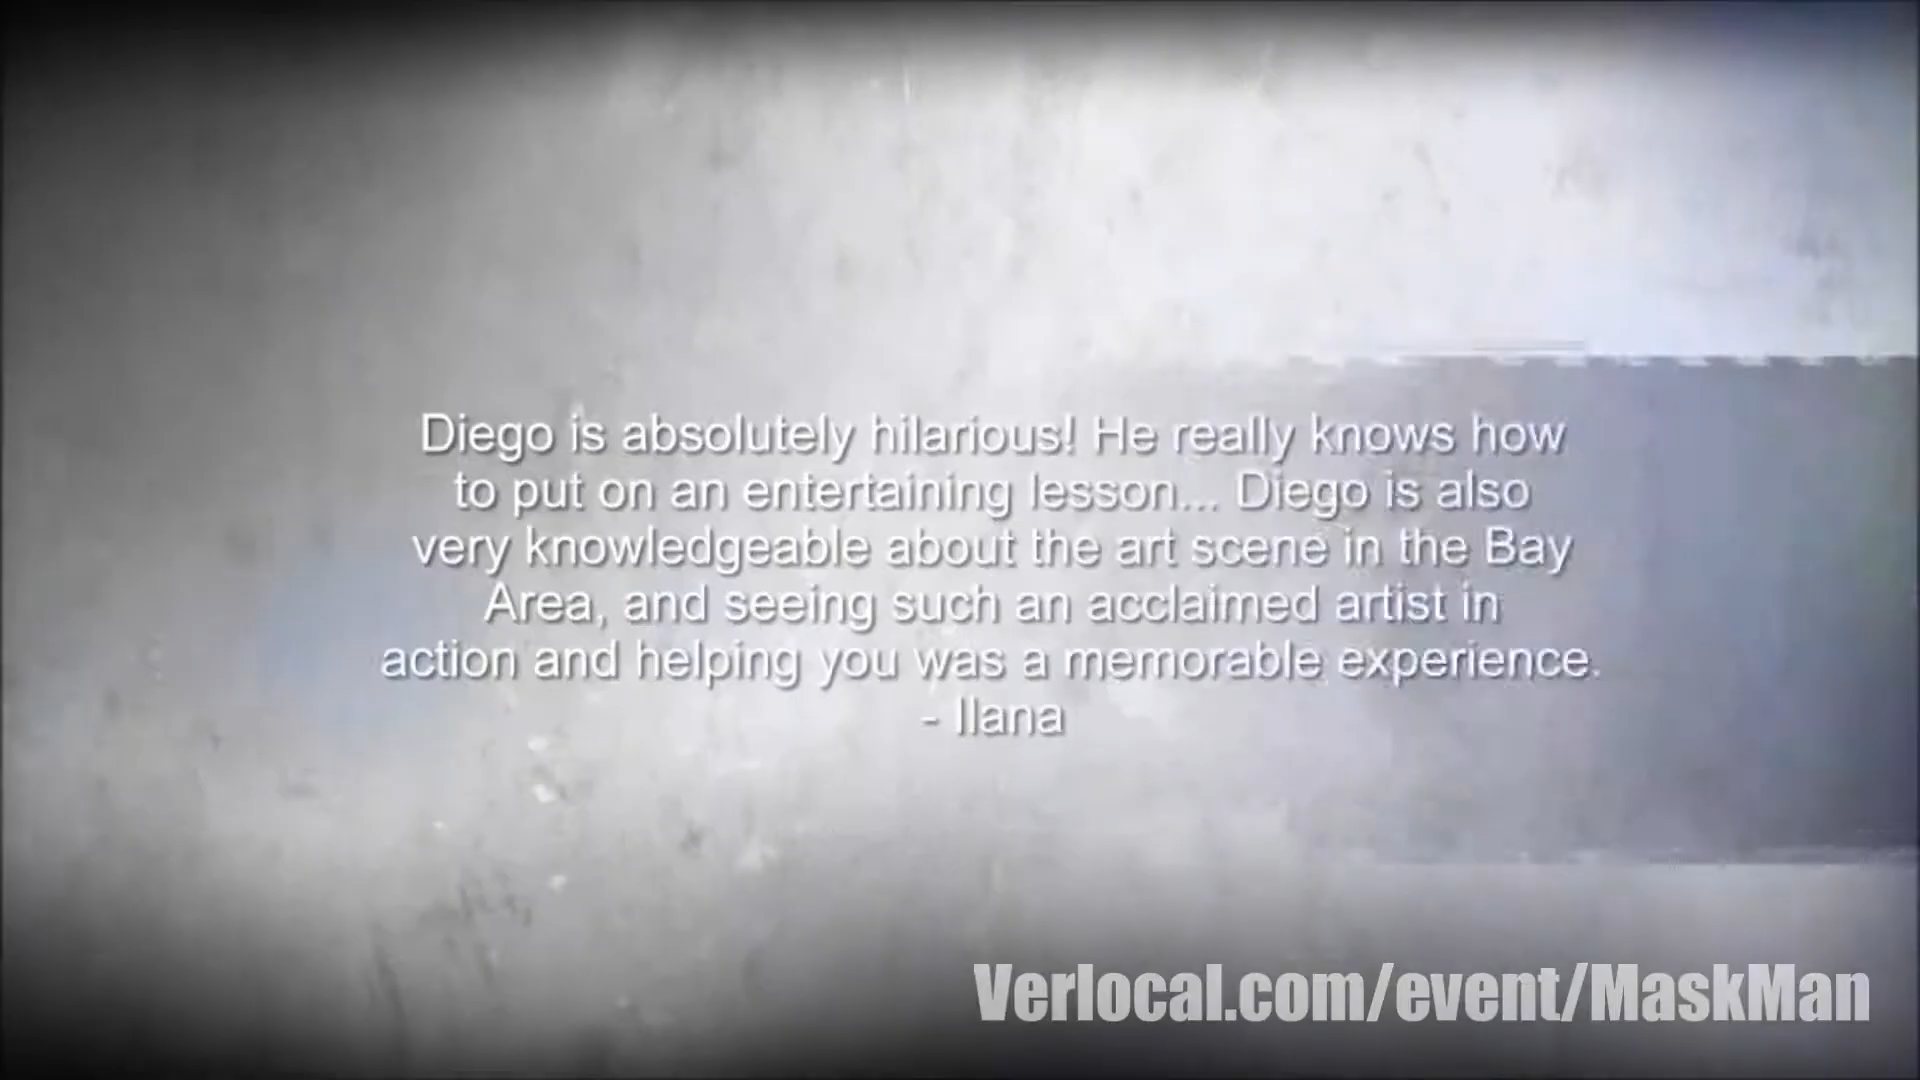 Diego is absolutely hilarious! He really knows how
to put on an entertaining lesson... Diego is also
very knowledgeable about the art scene in the Bay
Area, and seeing such an acclaimed artist in
action and helping you was a memorable experience.
- Ilana
Verlocal.com/event/MaskMan